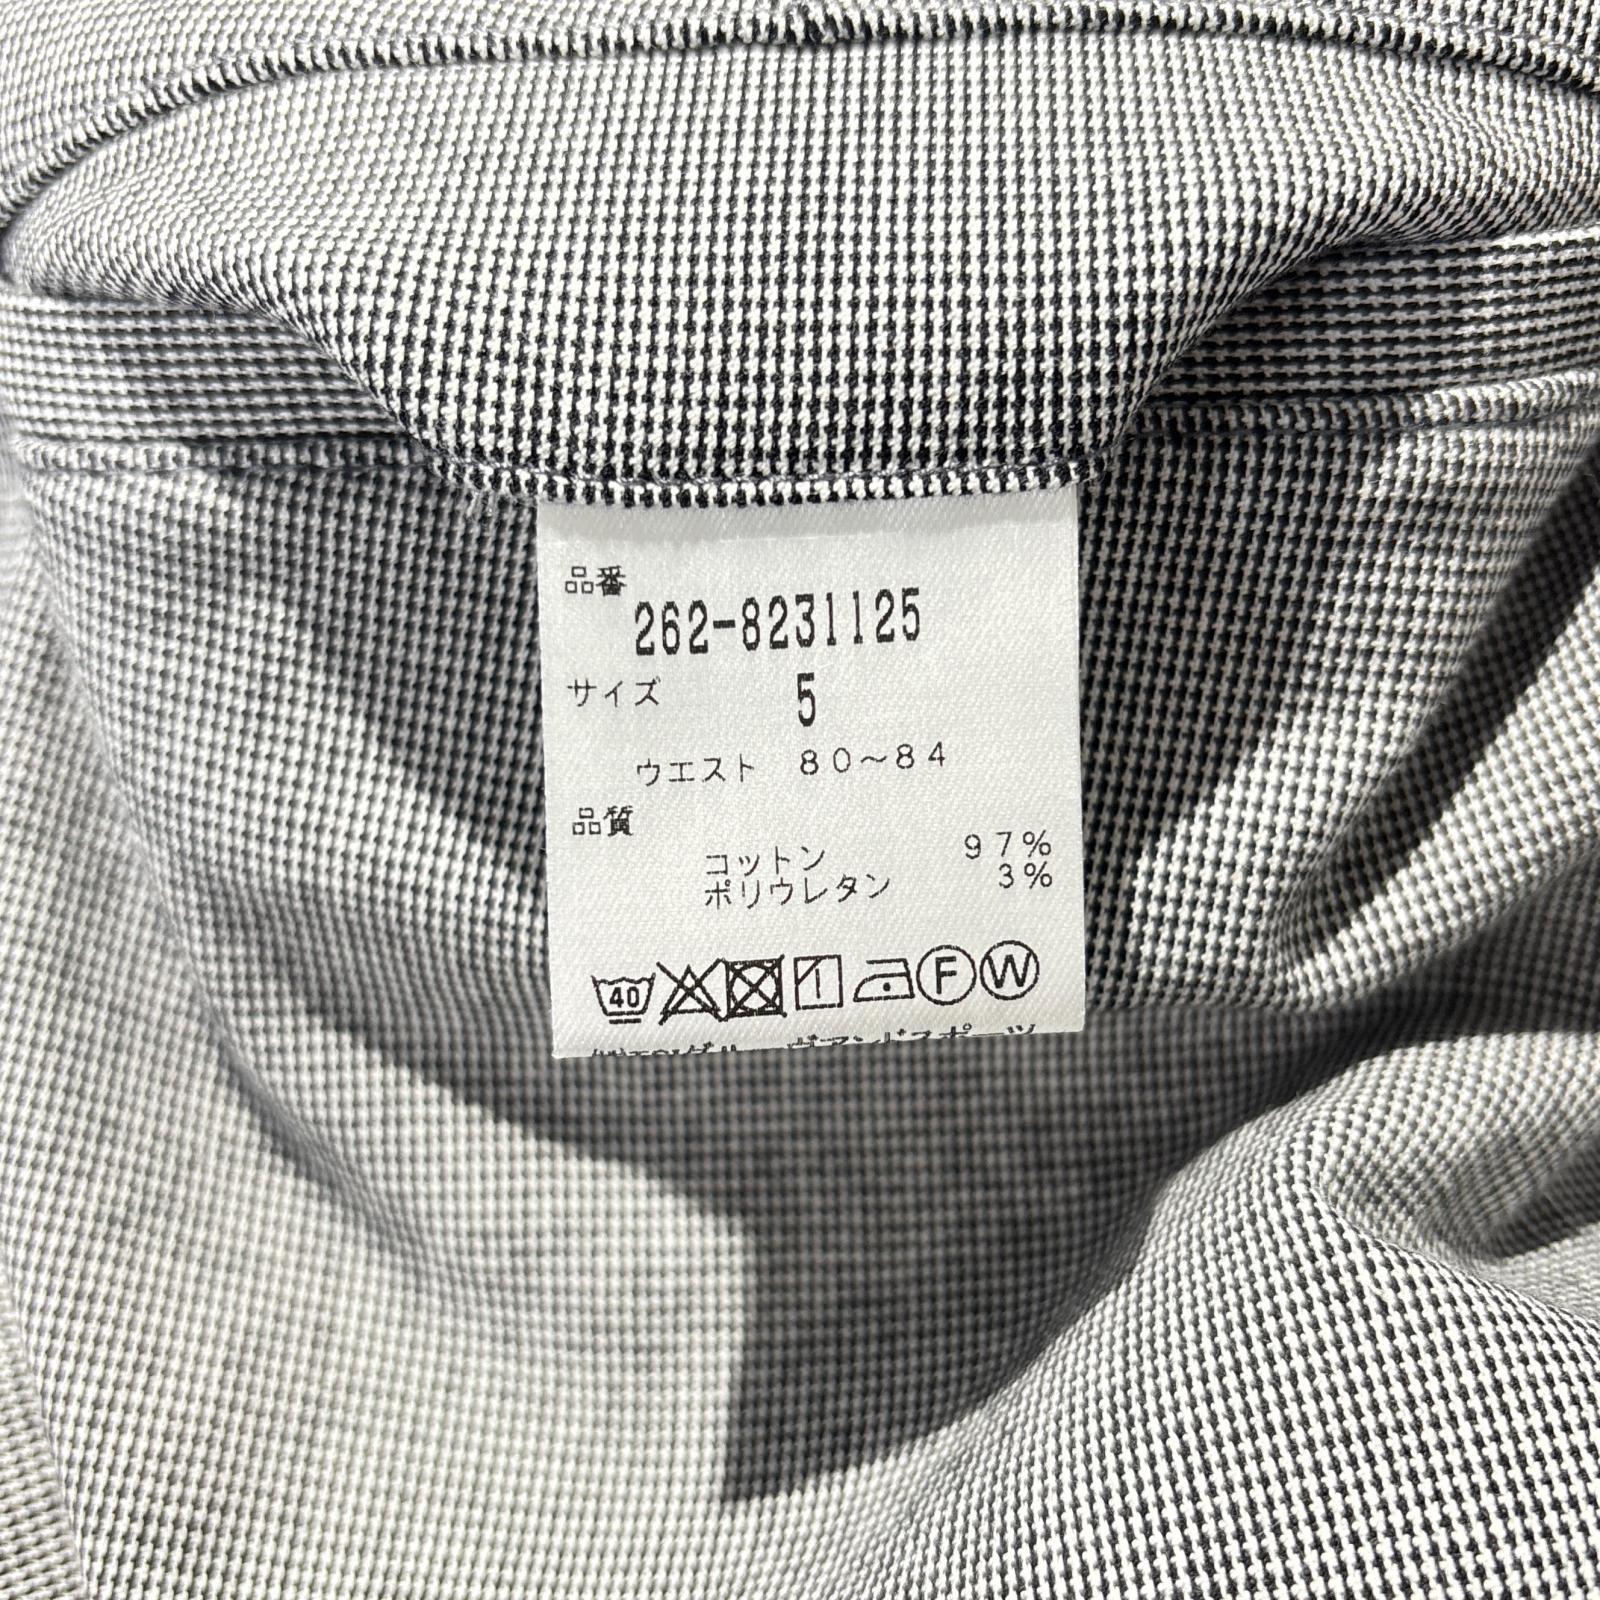 品番
262-8231125
サイズ 5
ウエスト 80～84
品質
コットン 97%
ポリウレタン 3%
40 F W